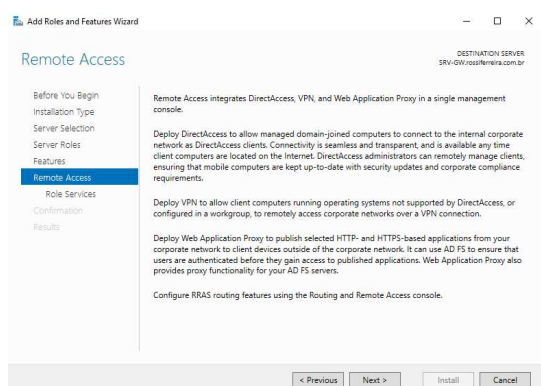 Add Roles and Features Wizard
Remote Access
DESTINATION SERVER
SRV-GW.rossiferreira.com.br
Before You Begin
Installation Type
Server Selection
Server Roles
Features
Remote Access
Role Services
Confirmation
Results
Remote Access integrates DirectAccess, VPN, and Web Application Proxy in a single management
console.
Deploy DirectAccess to allow managed domain-joined computers to connect to the internal corporate
network as DirectAccess clients. Connectivity is seamless and transparent, and is available any time
client computers are located on the Internet. DirectAccess administrators can remotely manage clients,
ensuring that mobile computers are kept up-to-date with security updates and corporate compliance
requirements.
Deploy VPN to allow client computers running operating systems not supported by DirectAccess, or
configured in a workgroup, to remotely access corporate networks over a VPN connection.
Deploy Web Application Proxy to publish selected HTTP- and HTTPS-based applications from your
corporate network to client devices outside of the corporate network. It can use AD FS to ensure that
users are authenticated before they gain access to published applications. Web Application Proxy also
provides proxy functionality for your AD FS servers.
Configure RRAS routing features using the Routing and Remote Access console.
< Previous
Next >
Install
Cancel